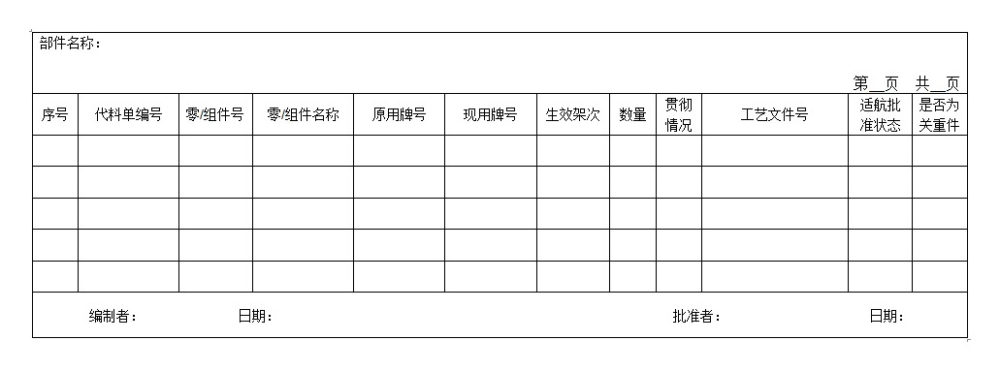 部件名称：
第__页 共__页
序号 代料单编号 零/组件号 零/组件名称 原用牌号 现用牌号 生效架次 数量 贯彻情况 工艺文件号 适航批准状态 是否为关重件
编制者： 日期： 批准者： 日期：